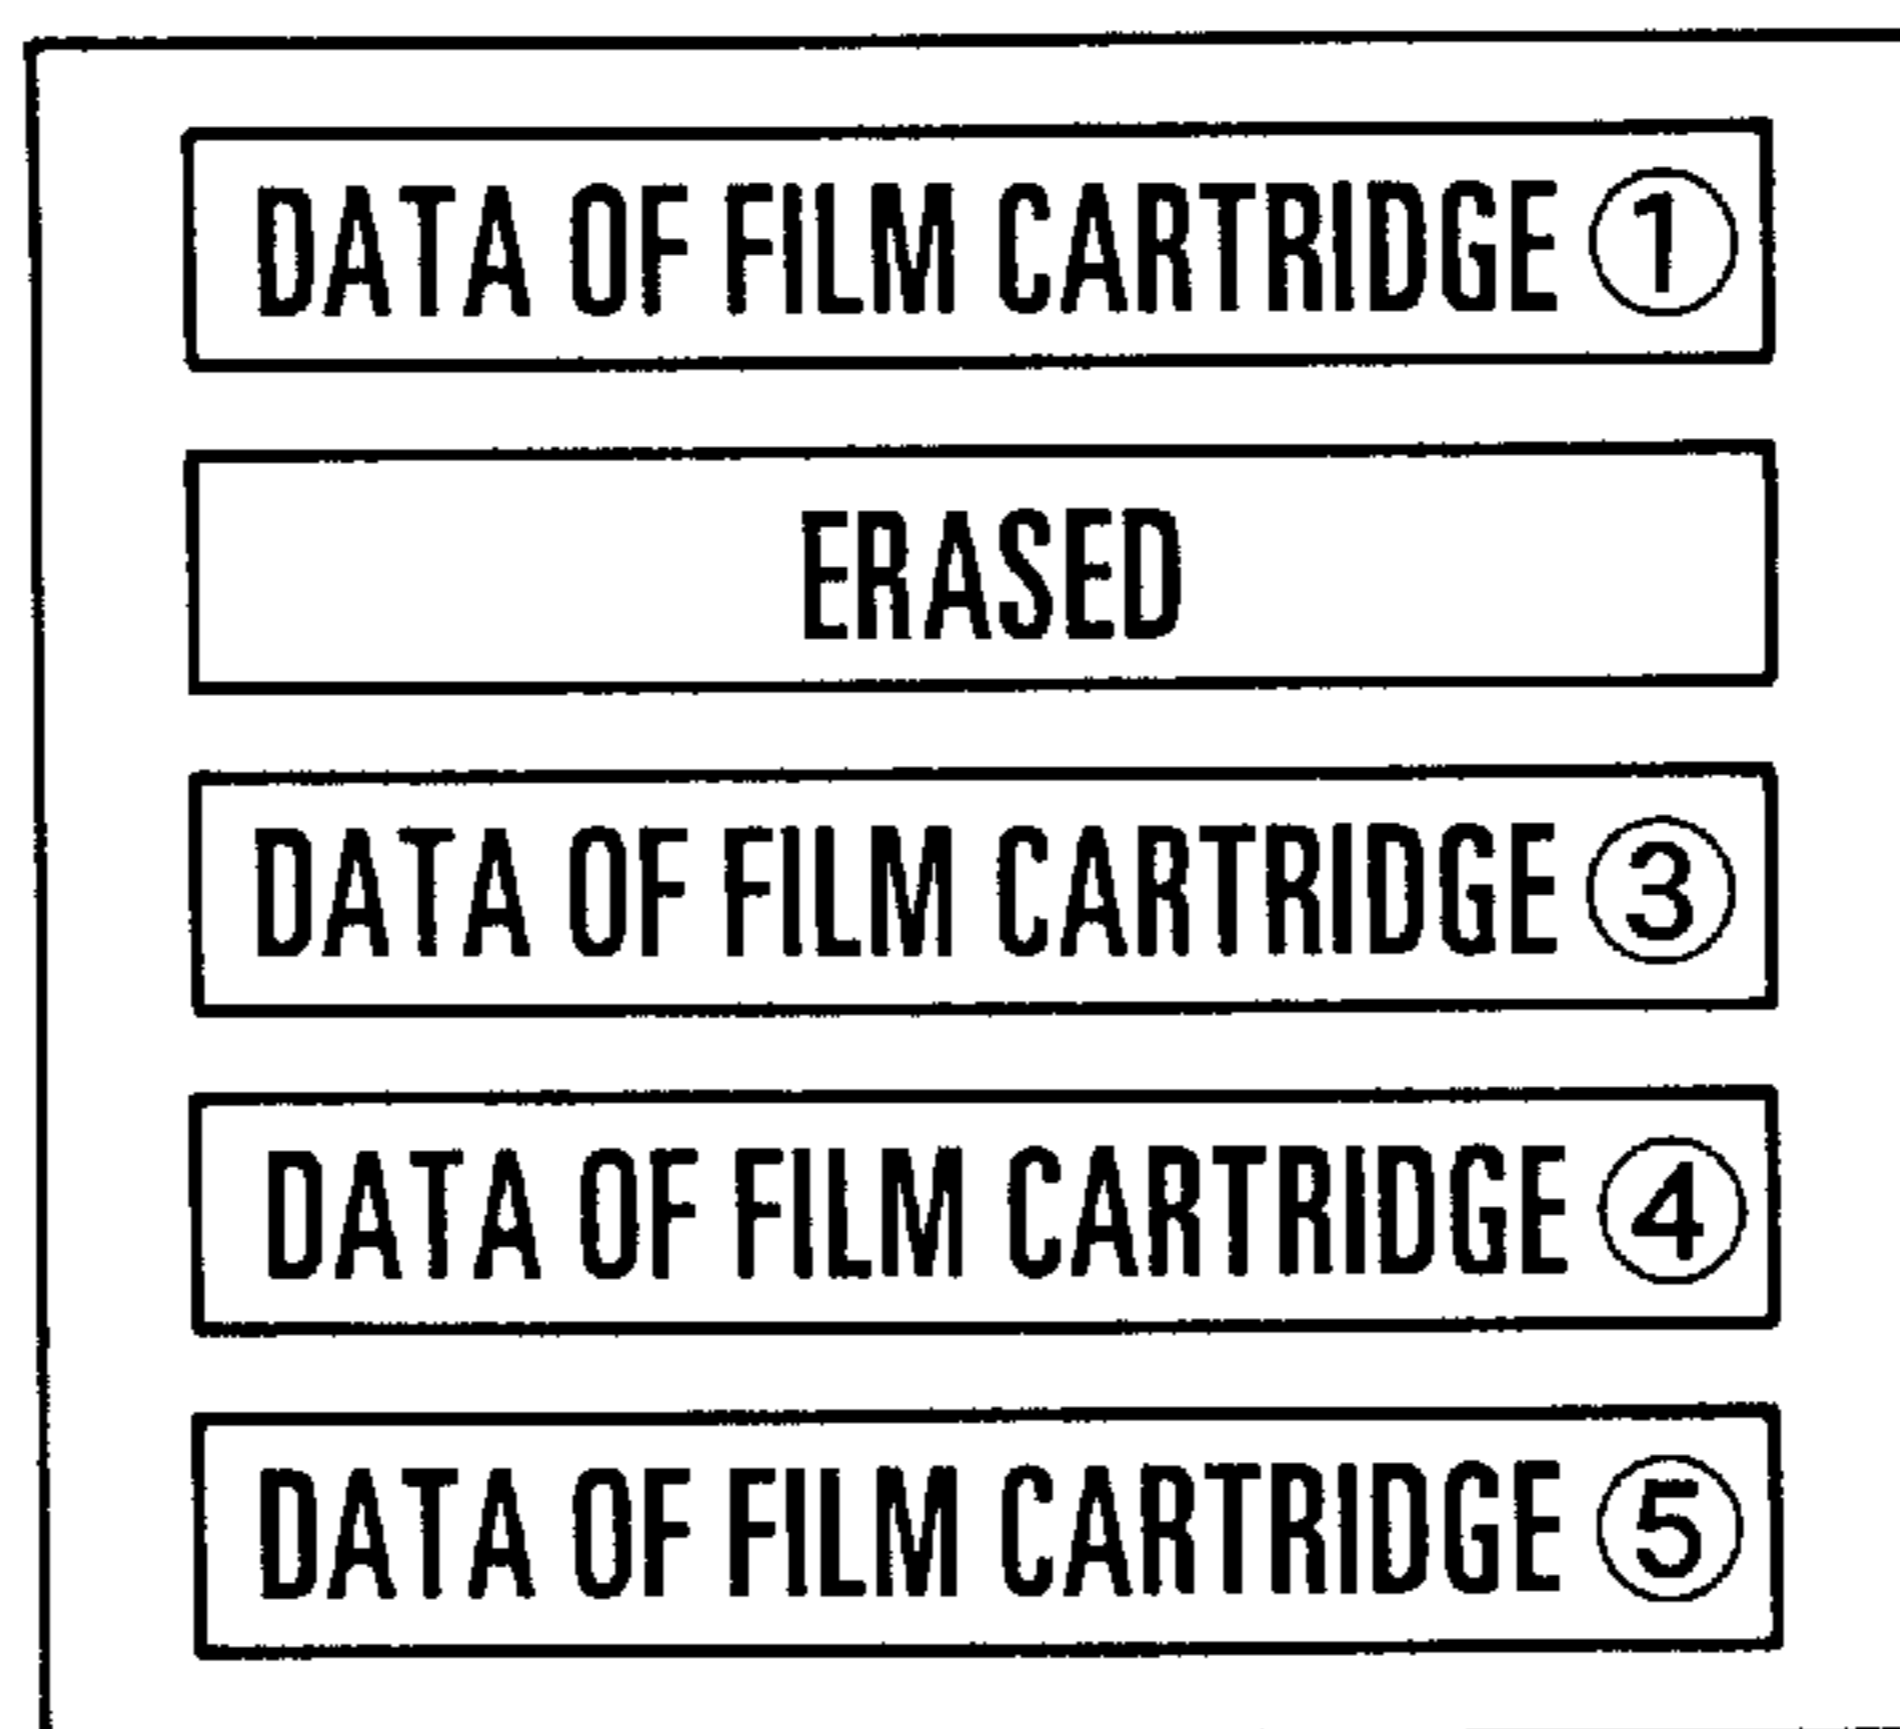 DATA OF FILM CARTRIDGE ①
ERASED
DATA OF FILM CARTRIDGE ③
DATA OF FILM CARTRIDGE ④
DATA OF FILM CARTRIDGE ⑤